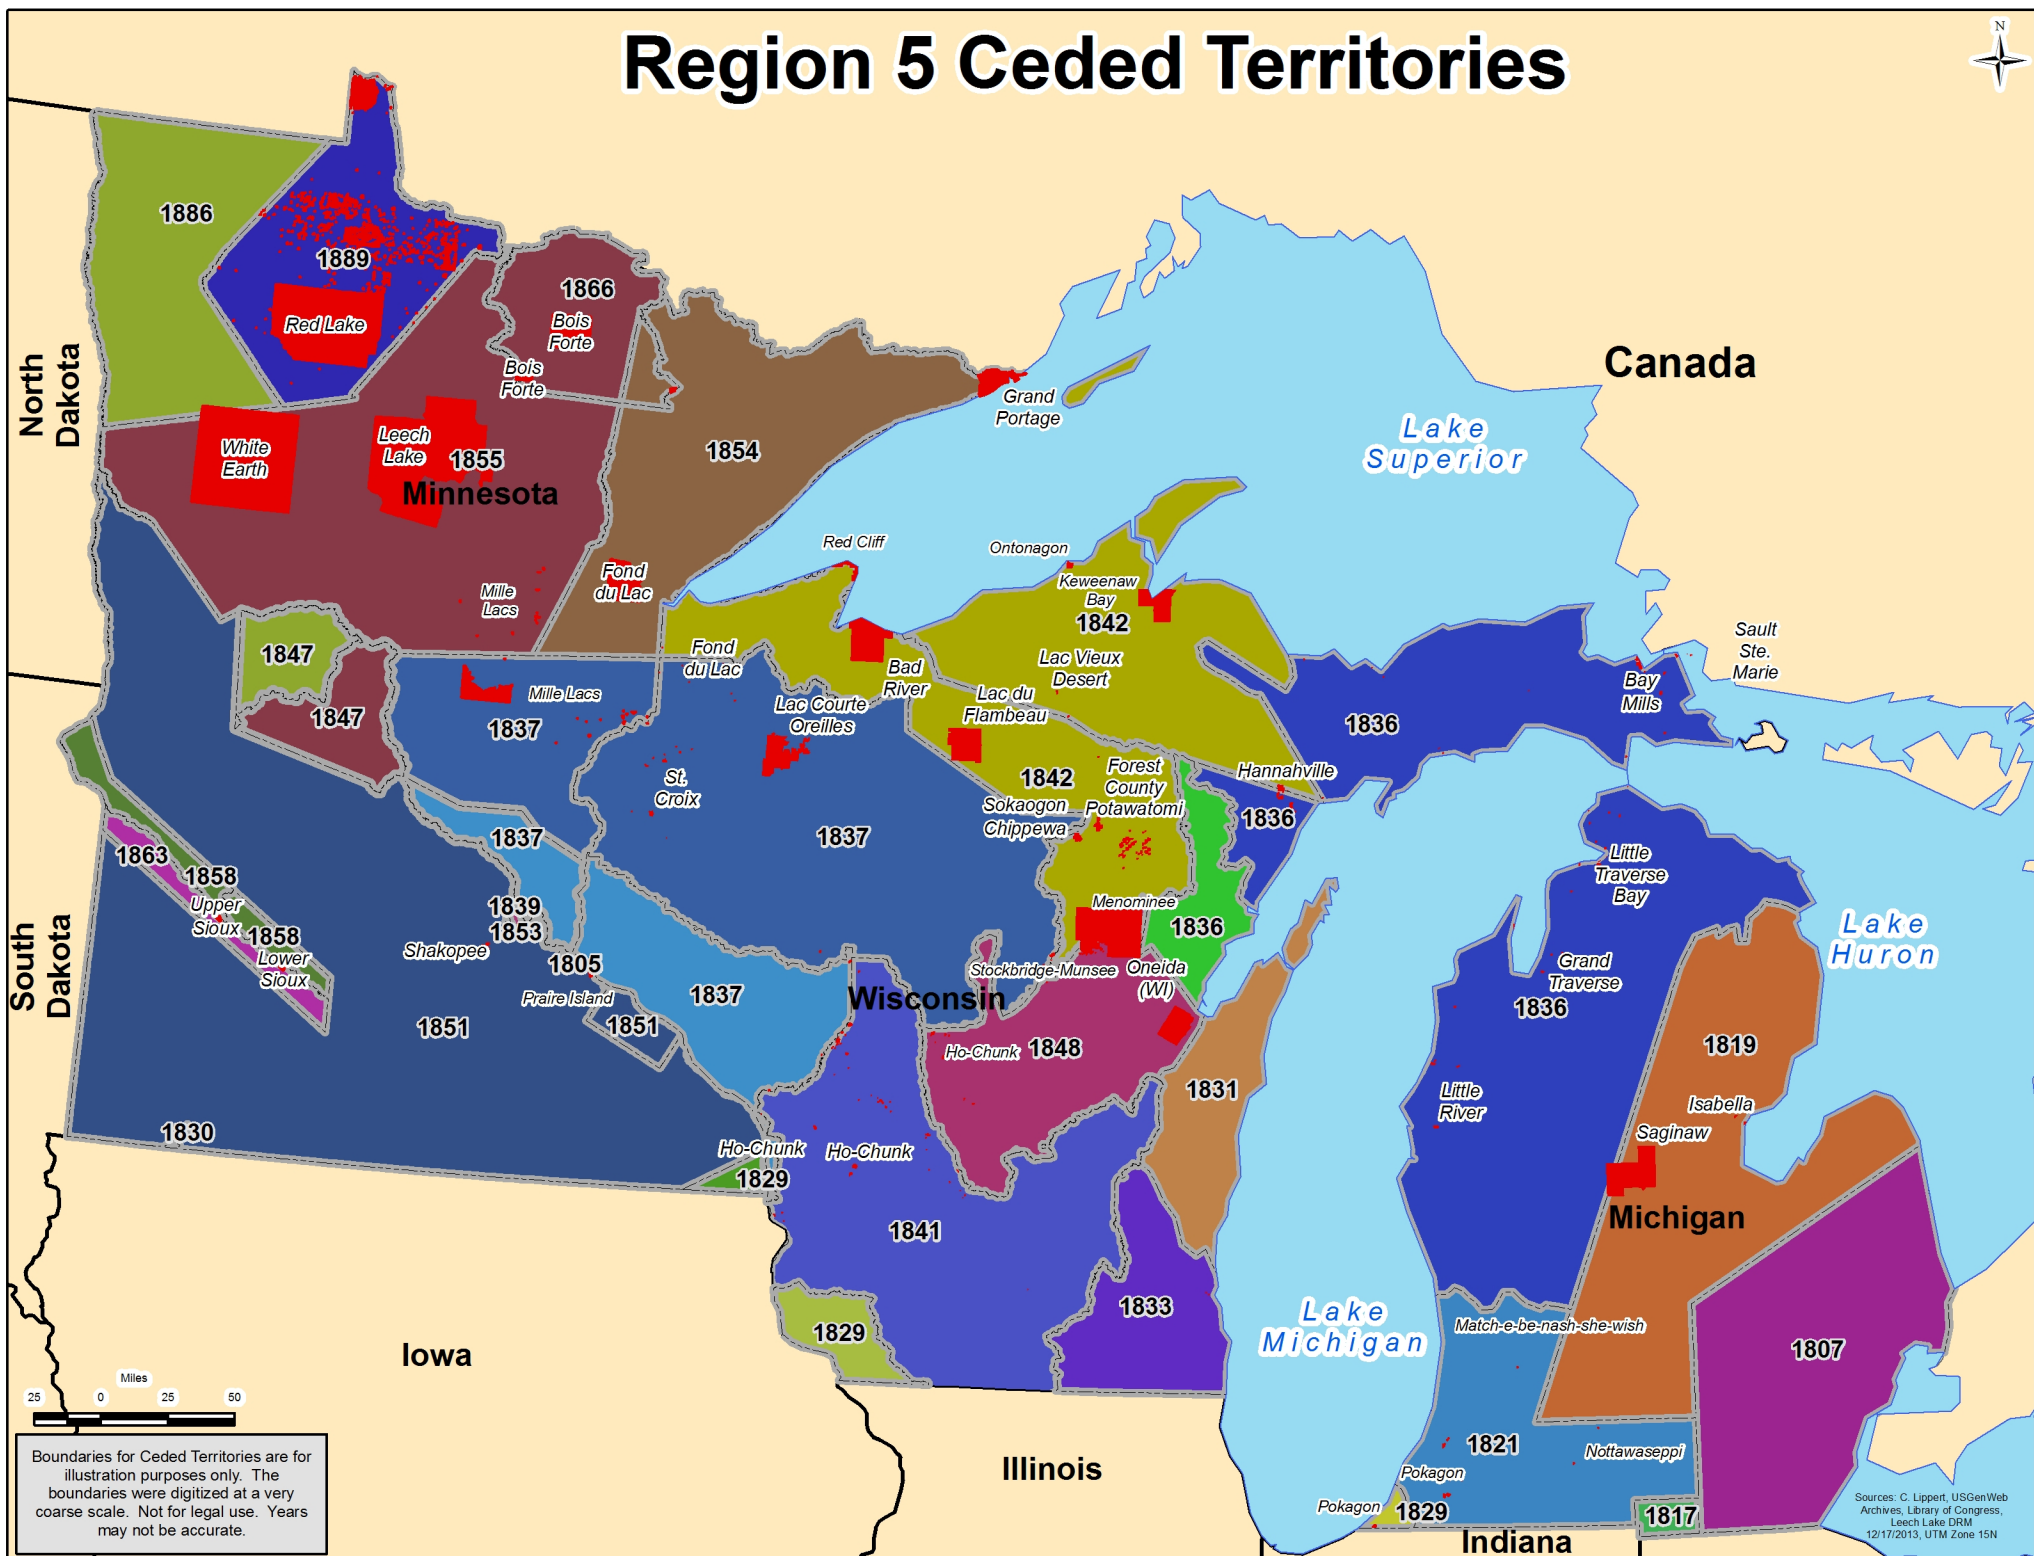 Region 5 Ceded Territories
N
1886
1889
Red Lake
1866
Bois
Forte
Bois
Forte
North
Dakota
White
Earth
Leech
Lake
1855
Minnesota
1854
Grand
Portage
Canada
Lake
Superior
Red Cliff
Ontonagon
Keweenaw
Bay
1842
Fond
du Lac
Mille
Lacs
Fond
du Lac
Bad
River
Lac Vieux
Desert
Sault
Ste.
Marie
Bay
Mills
1847
1847
Mille Lacs
1837
Lac Courte
Oreilles
Lac du
Flambeau
1836
St.
Croix
1842
Forest
County
Potawatomi
Hannahville
Sokaogon
Chippewa
1836
1837
1837
1863
1858
Upper
Sioux
1858
Lower
Sioux
1839
1853
Shakopee
1805
Praire Island
1851
1851
1837
Wisconsin
Menominee
1836
Stockbridge-Munsee
Oneida
(WI)
Ho-Chunk
1848
1831
Little
Traverse
Bay
Grand
Traverse
1836
Lake
Huron
1819
Little
River
Isabella
Saginaw
Michigan
South
Dakota
1830
Ho-Chunk
1829
Ho-Chunk
1841
1829
1833
Lake
Michigan
Match-e-be-nash-she-wish
1807
Iowa
Illinois
1821
Nottawaseppi
Pokagon
Pokagon
1829
1817
Indiana
Miles
25 0 25 50
Boundaries for Ceded Territories are for
illustration purposes only. The
boundaries were digitized at a very
coarse scale. Not for legal use. Years
may not be accurate.
Sources: C. Lippert, USGenWeb
Archives, Library of Congress,
Leech Lake DRM
12/17/2013, UTM Zone 15N